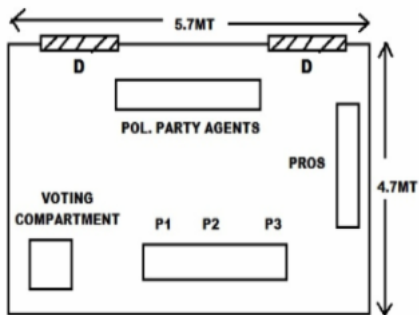 5.7MT
D D
POL. PARTY AGENTS
PROS
4.7MT
VOTING
COMPARTMENT
P1 P2 P3